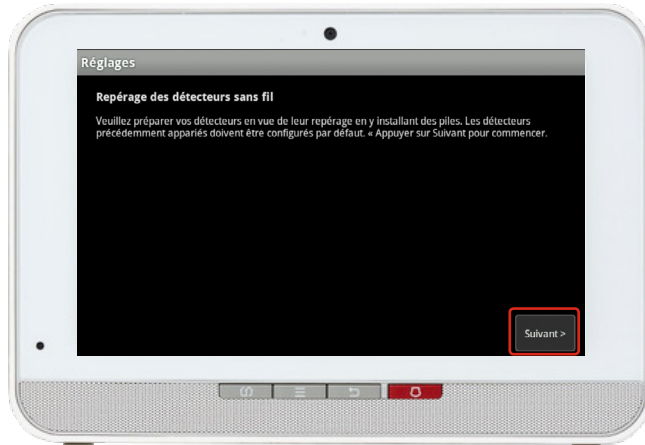 Réglages
Repérage des détecteurs sans fil
Veuillez préparer vos détecteurs en vue de leur repérage en y installant des piles. Les détecteurs
précédemment appariés doivent être configurés par défaut. « Appuyer sur Suivant pour commencer.
Suivant >